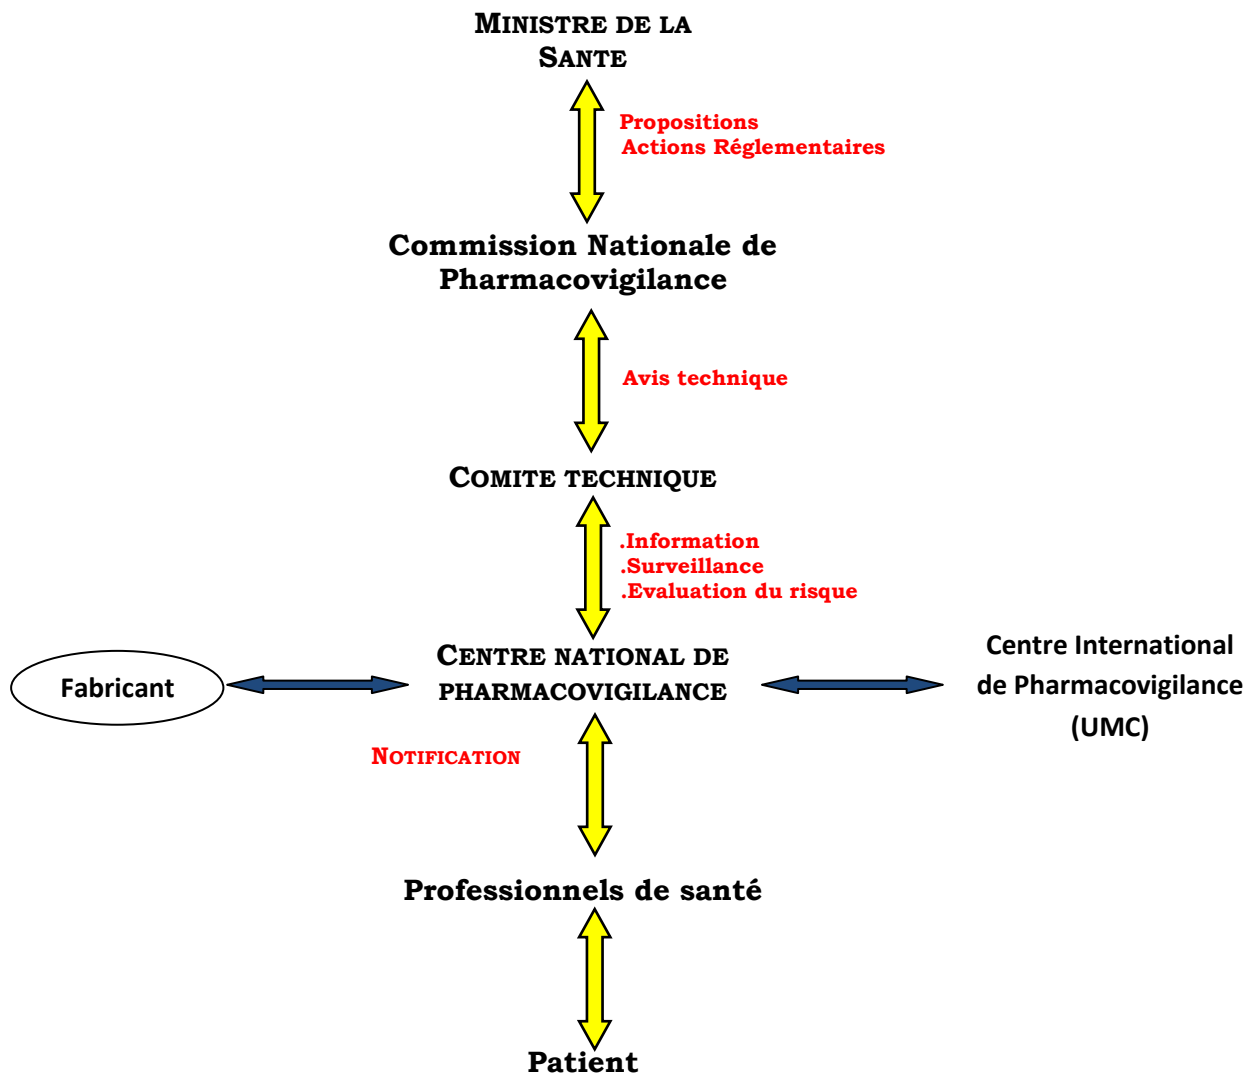 MINISTRE DE LA
SANTE
Propositions
Actions Réglementaires
Commission Nationale de
Pharmacovigilance
Avis technique
COMITE TECHNIQUE
.Information
.Surveillance
.Evaluation du risque
CENTRE NATIONAL DE
PHARMACOVIGILANCE
Fabricant
Centre International
de Pharmacovigilance
(UMC)
NOTIFICATION
Professionnels de santé
Patient